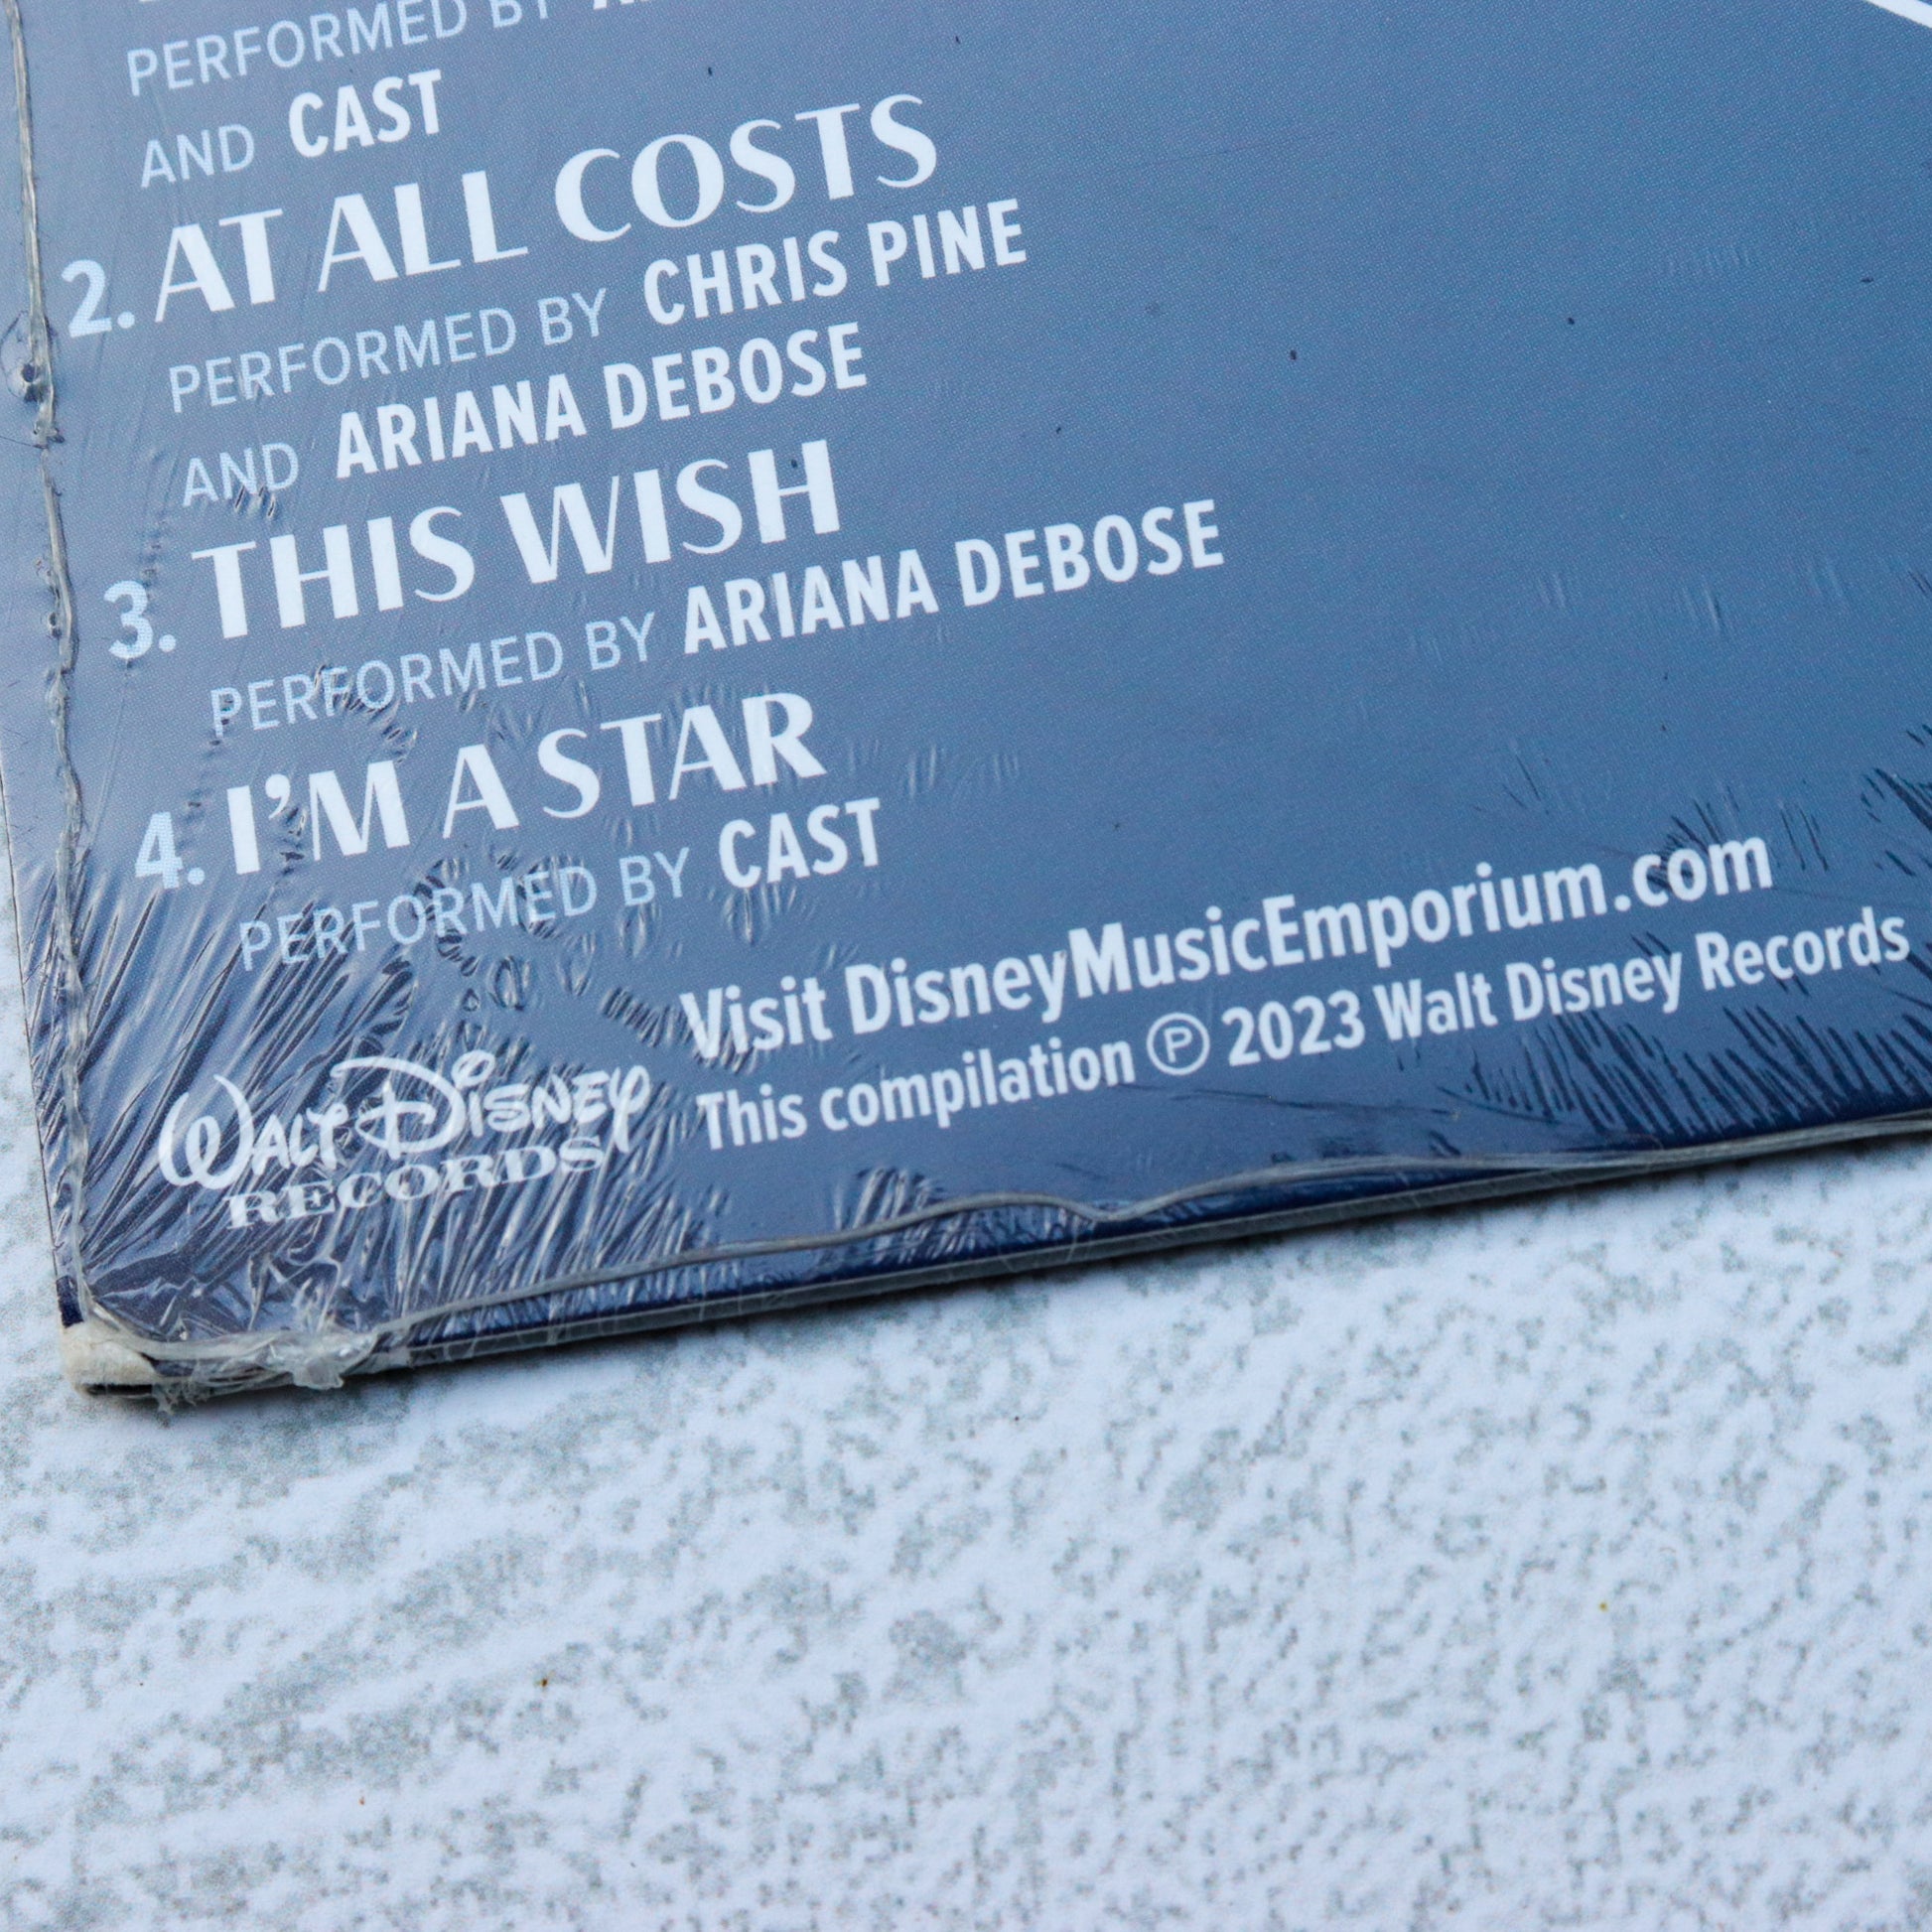 PERFORMED BY
AND CAST
2. AT ALL COSTS
PERFORMED BY CHRIS PINE
AND ARIANA DEBOSE
3. THIS WISH
PERFORMED BY ARIANA DEBOSE
4. I'M A STAR
PERFORMED BY CAST
Visit DisneyMusicEmporium.com
This compilation ℗ 2023 Walt Disney Records
WALT DISNEY
RECORDS